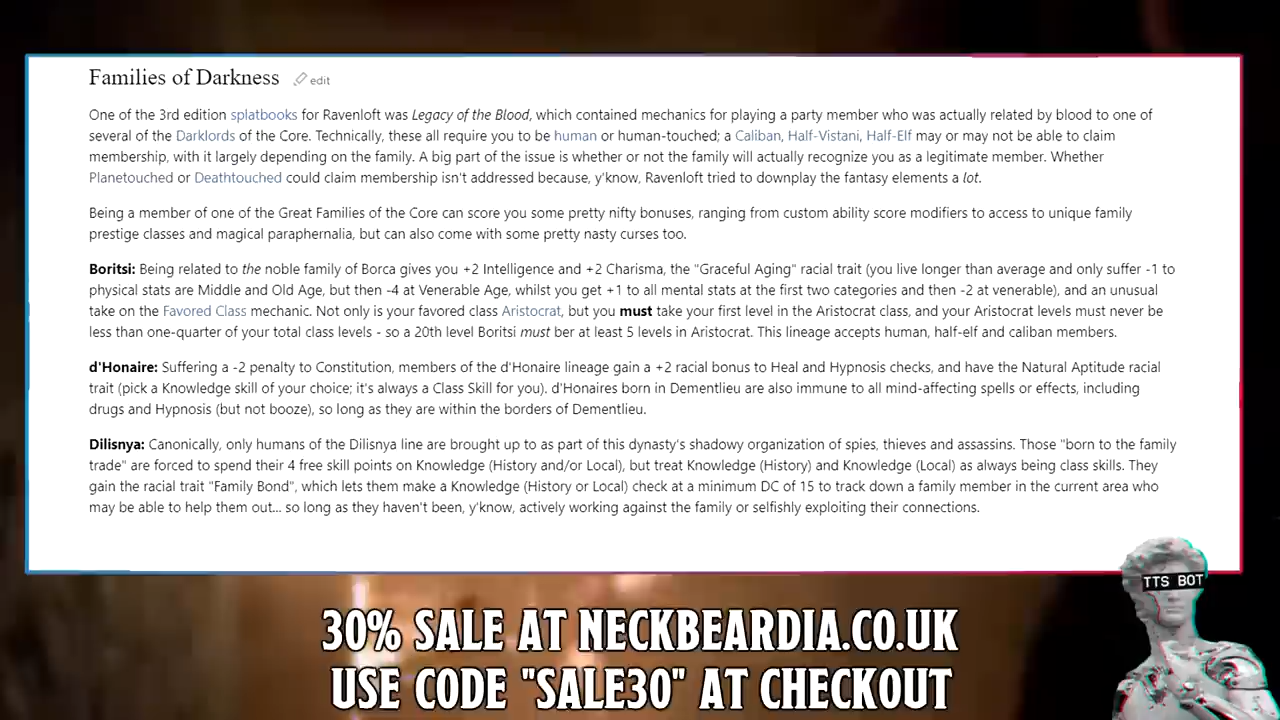 Families of Darkness edit
One of the 3rd edition splatbooks for Ravenloft was Legacy of the Blood, which contained mechanics for playing a party member who was actually related by blood to one of
several of the Darklords of the Core. Technically, these all require you to be human or human-touched; a Caliban, Half-Vistani, Half-Elf may or may not be able to claim
membership, with it largely depending on the family. A big part of the issue is whether or not the family will actually recognize you as a legitimate member. Whether
Planetouched or Deathtouched could claim membership isn't addressed because, y'know, Ravenloft tried to downplay the fantasy elements a lot.
Being a member of one of the Great Families of the Core can score you some pretty nifty bonuses, ranging from custom ability score modifiers to access to unique family
prestige classes and magical paraphernalia, but can also come with some pretty nasty curses too.
Boritsi: Being related to the noble family of Borca gives you +2 Intelligence and +2 Charisma, the "Graceful Aging" racial trait (you live longer than average and only suffer -1 to
physical stats are Middle and Old Age, but then -4 at Venerable Age, whilst you get +1 to all mental stats at the first two categories and then -2 at venerable), and an unusual
take on the Favored Class mechanic. Not only is your favored class Aristocrat, but you must take your first level in the Aristocrat class, and your Aristocrat levels must never be
less than one-quarter of your total class levels - so a 20th level Boritsi must ber at least 5 levels in Aristocrat. This lineage accepts human, half-elf and caliban members.
d'Honaire: Suffering a -2 penalty to Constitution, members of the d'Honaire lineage gain a +2 racial bonus to Heal and Hypnosis checks, and have the Natural Aptitude racial
trait (pick a Knowledge skill of your choice; it's always a Class Skill for you). d'Honaires born in Dementlieu are also immune to all mind-affecting spells or effects, including
drugs and Hypnosis (but not booze), so long as they are within the borders of Dementlieu.
Dilisnya: Canonically, only humans of the Dilisnya line are brought up to as part of this dynasty's shadowy organization of spies, thieves and assassins. Those "born to the family
trade" are forced to spend their 4 free skill points on Knowledge (History and/or Local), but treat Knowledge (History) and Knowledge (Local) as always being class skills. They
gain the racial trait "Family Bond", which lets them make a Knowledge (History or Local) check at a minimum DC of 15 to track down a family member in the current area who
may be able to help them out... so long as they haven't been, y'know, actively working against the family or selfishly exploiting their connections.
TTS BOT
30% SALE AT NECKBEARDIA.CO.UK
USE CODE "SALE30" AT CHECKOUT